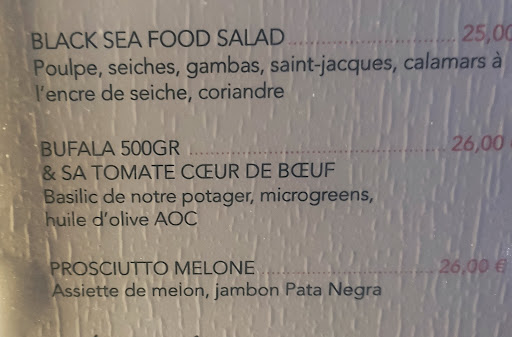 BLACK SEA FOOD SALAD ........................ 25,00
Poulpe, seiches, gambas, saint-jacques, calamars à
l'encre de seiche, coriandre
BUFALA 500GR ........................ 26,00
& SA TOMATE CŒUR DE BŒUF
Basilic de notre potager, microgreens,
huile d'olive AOC
PROSCIUTTO MELONE ........................ 26,00 €
Assiette de melon, jambon Pata Negra